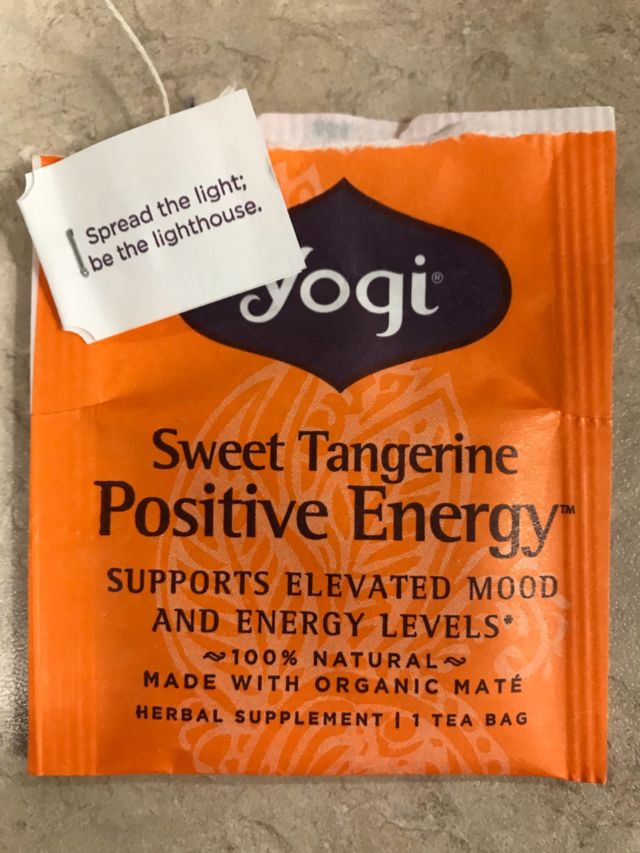 Spread the light;
be the lighthouse.
yogi®
Sweet Tangerine
Positive Energy™
SUPPORTS ELEVATED MOOD
AND ENERGY LEVELS*
~100% NATURAL~
MADE WITH ORGANIC MATÉ
HERBAL SUPPLEMENT | 1 TEA BAG